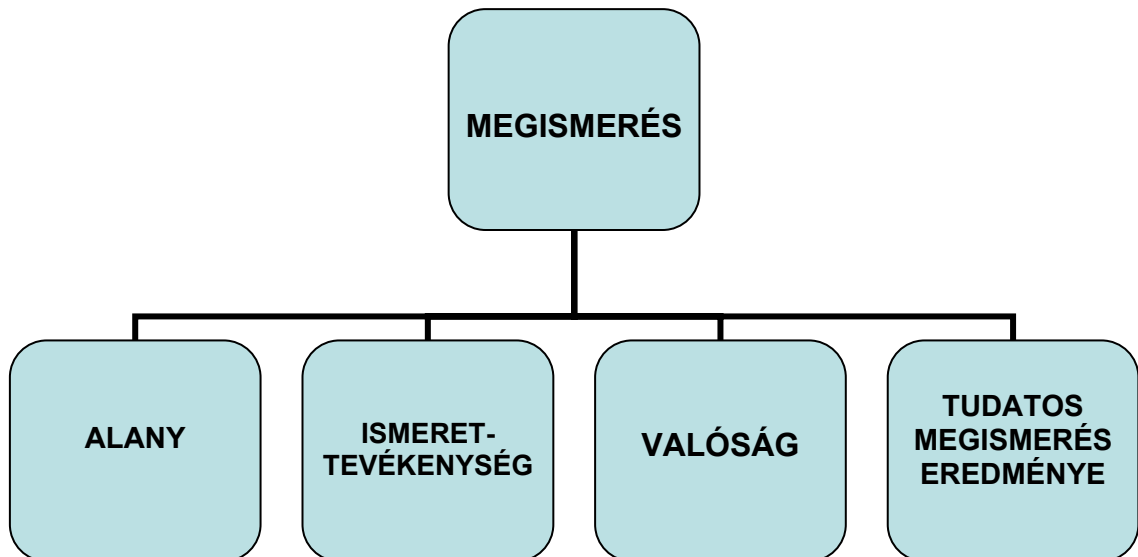 MEGISMERÉS
ALANY
ISMERET-
TEVÉKENYSÉG
VALÓSÁG
TUDATOS
MEGISMERÉS
EREDMÉNYE